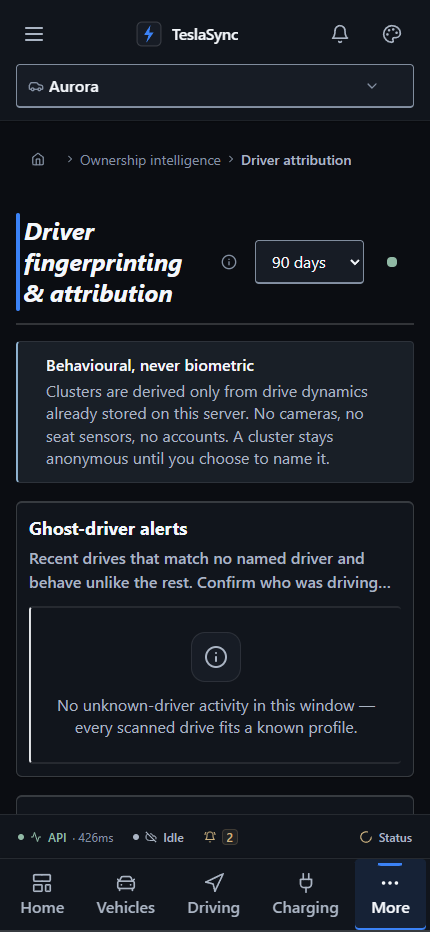 TeslaSync
Aurora
Ownership intelligence
Driver attribution
Driver
fingerprinting
& attribution
90 days
Behavioural, never biometric
Clusters are derived only from drive dynamics
already stored on this server. No cameras, no
seat sensors, no accounts. A cluster stays
anonymous until you choose to name it.
Ghost-driver alerts
Recent drives that match no named driver and
behave unlike the rest. Confirm who was driving...
No unknown-driver activity in this window —
every scanned drive fits a known profile.
API · 426ms
Idle
2
Status
Home
Vehicles
Driving
Charging
More